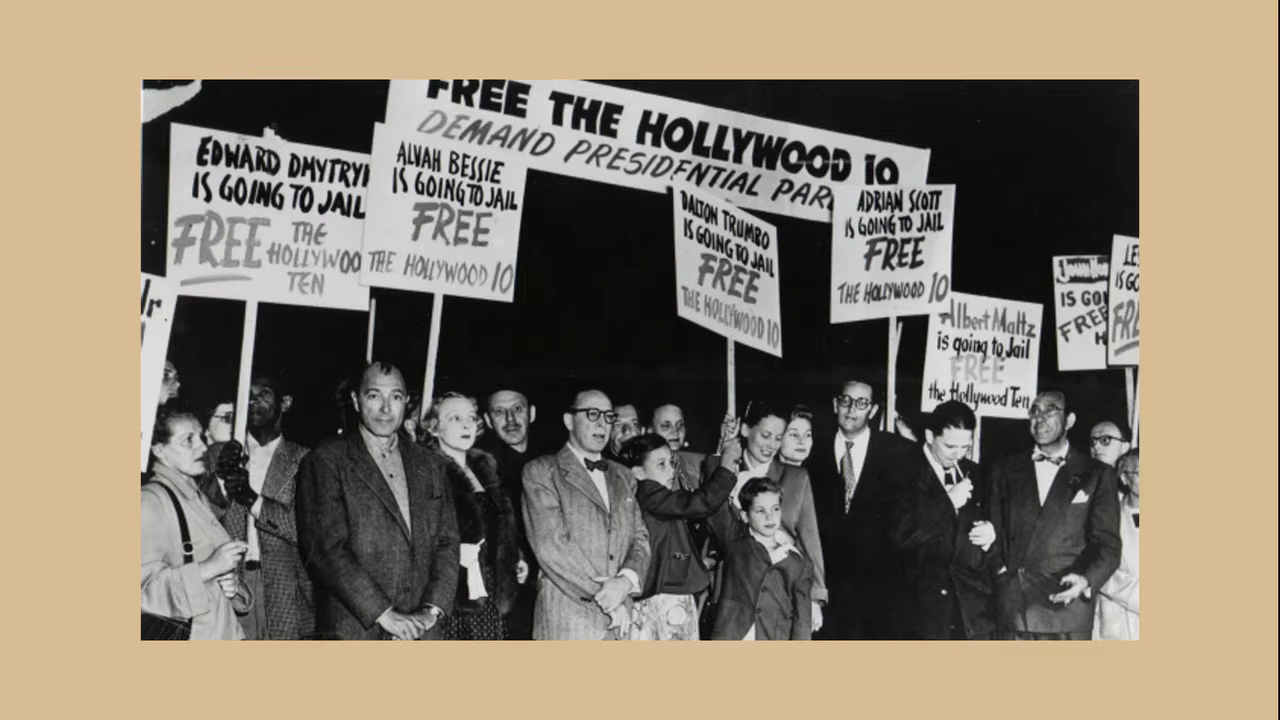 FREE THE HOLLYWOOD 10
DEMAND PRESIDENTIAL
EDWARD DMYTRY
IS GOING TO JAIL
FREE THE
HOLLYWOO
TEN
ALVAH BESSIE
IS GOING TO JAIL
FREE
THE HOLLYWOOD 10
DALTON TRUMBO
IS GOING TO JAIL
FREE
THE HOLLYWOOD 10
ADRIAN SCOTT
IS GOING TO JAIL
FREE
THE HOLLYWOOD 10
Albert Maltz
is going to Jail
FREE
the Hollywood Ten
IS GOI
FREE
H
LE
IS GO
FRE